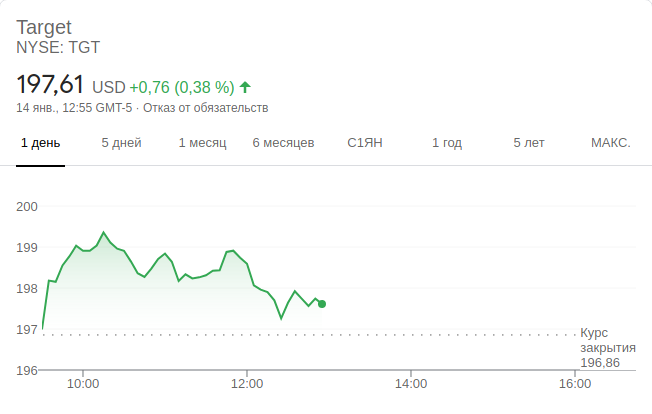 Target
NYSE: TGT
197,61 USD +0,76 (0,38 %)
14 янв., 12:55 GMT-5 · Отказ от обязательств
1 день 5 дней 1 месяц 6 месяцев С1ЯН 1 год 5 лет МАКС.
200
199
198
197
Курс
закрытия
196,86
196
10:00 12:00 14:00 16:00